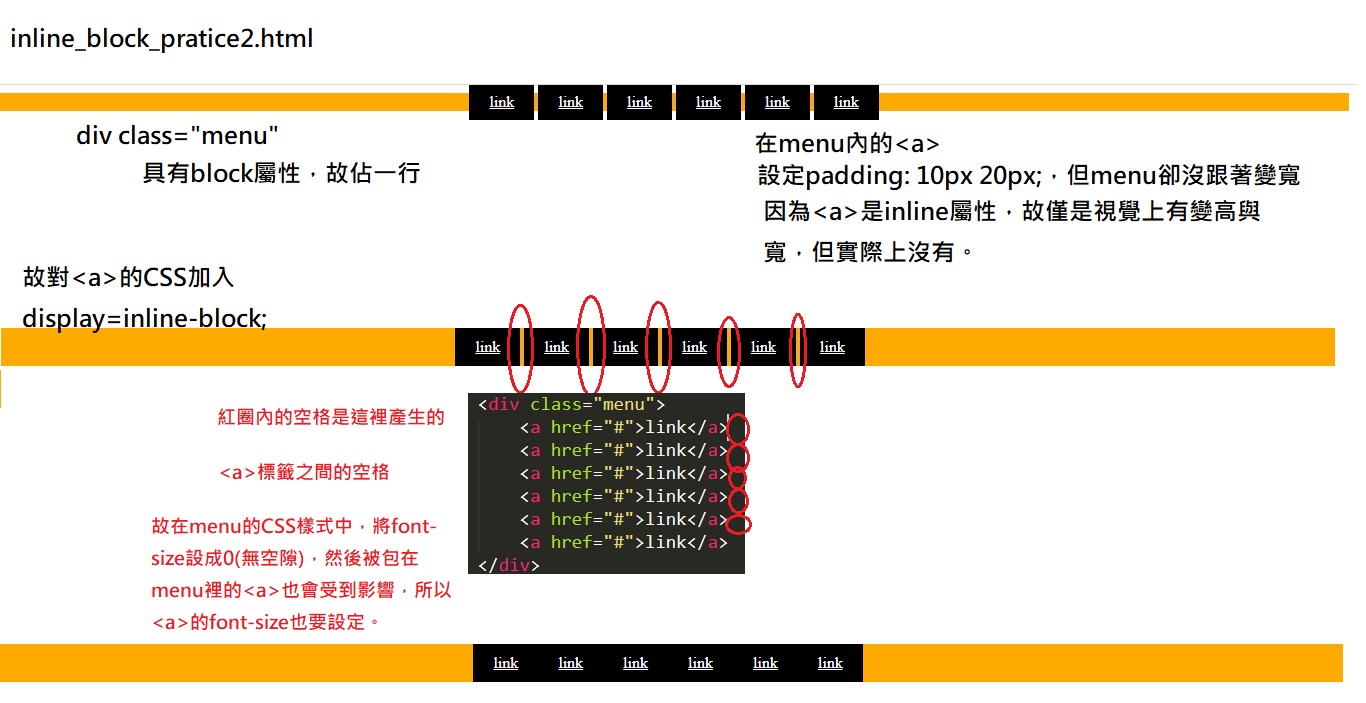 inline_block_pratice2.html
link link link link link link
div class="menu"
具有block屬性，故佔一行
在menu內的<a>
設定padding: 10px 20px;，但menu卻沒跟著變寬
因為<a>是inline屬性，故僅是視覺上有變高與
寬，但實際上沒有。
故對<a>的CSS加入
display=inline-block;
link link link link link link
紅圈內的空格是這裡產生的
<a>標籤之間的空格
故在menu的CSS樣式中，將font-
size設成0(無空隙)，然後被包在
menu裡的<a>也會受到影響，所以
<a>的font-size也要設定。
<div class="menu">
<a href="#">link</a>
<a href="#">link</a>
<a href="#">link</a>
<a href="#">link</a>
<a href="#">link</a>
<a href="#">link</a>
</div>
link link link link link link